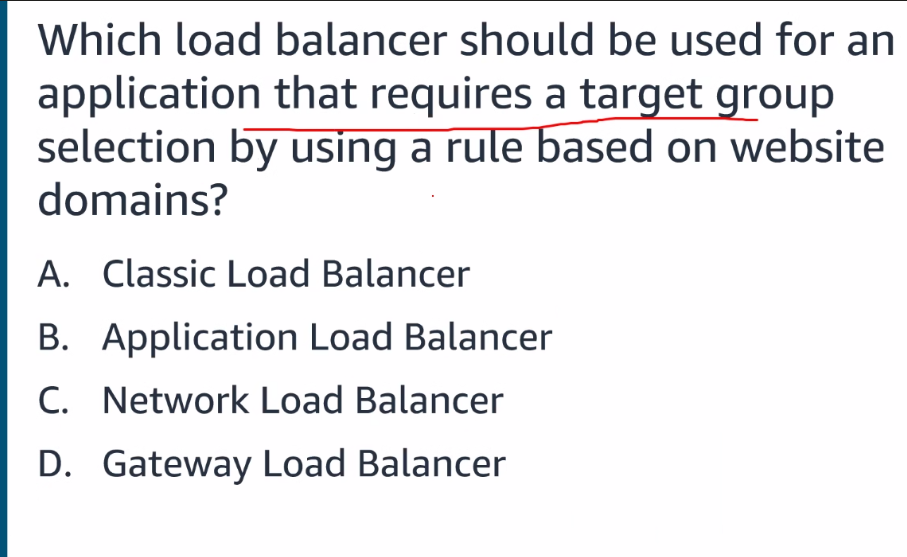 Which load balancer should be used for an
application that requires a target group
selection by using a rule based on website
domains?
A. Classic Load Balancer
B. Application Load Balancer
C. Network Load Balancer
D. Gateway Load Balancer